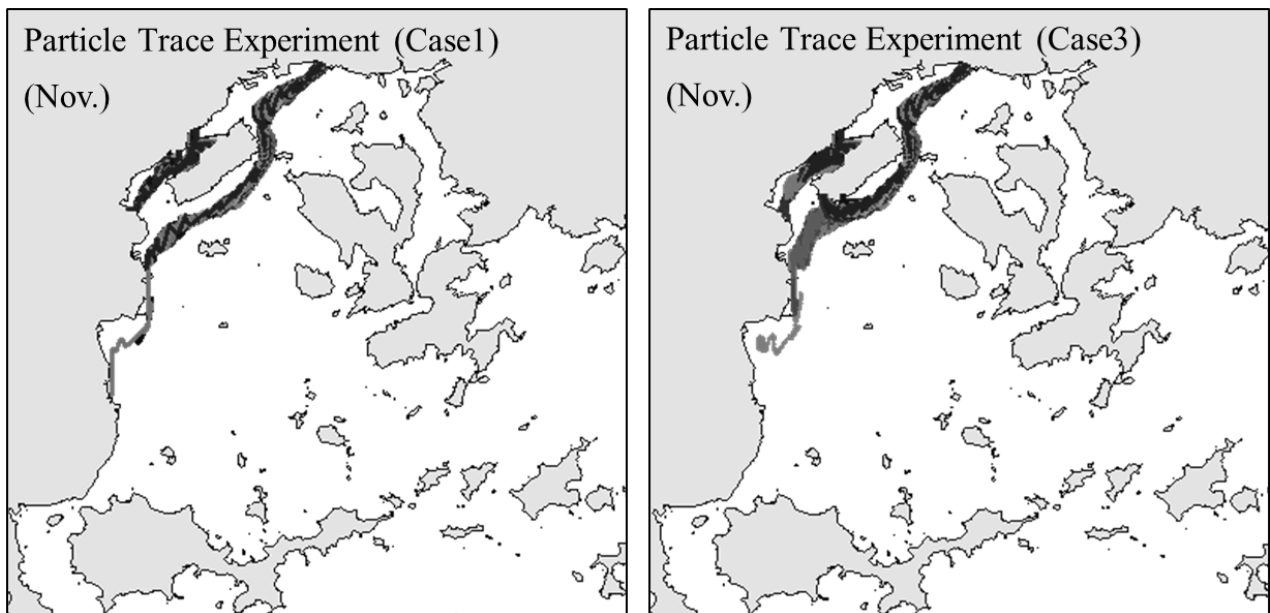 Particle Trace Experiment (Case1)
(Nov.)
Particle Trace Experiment (Case3)
(Nov.)